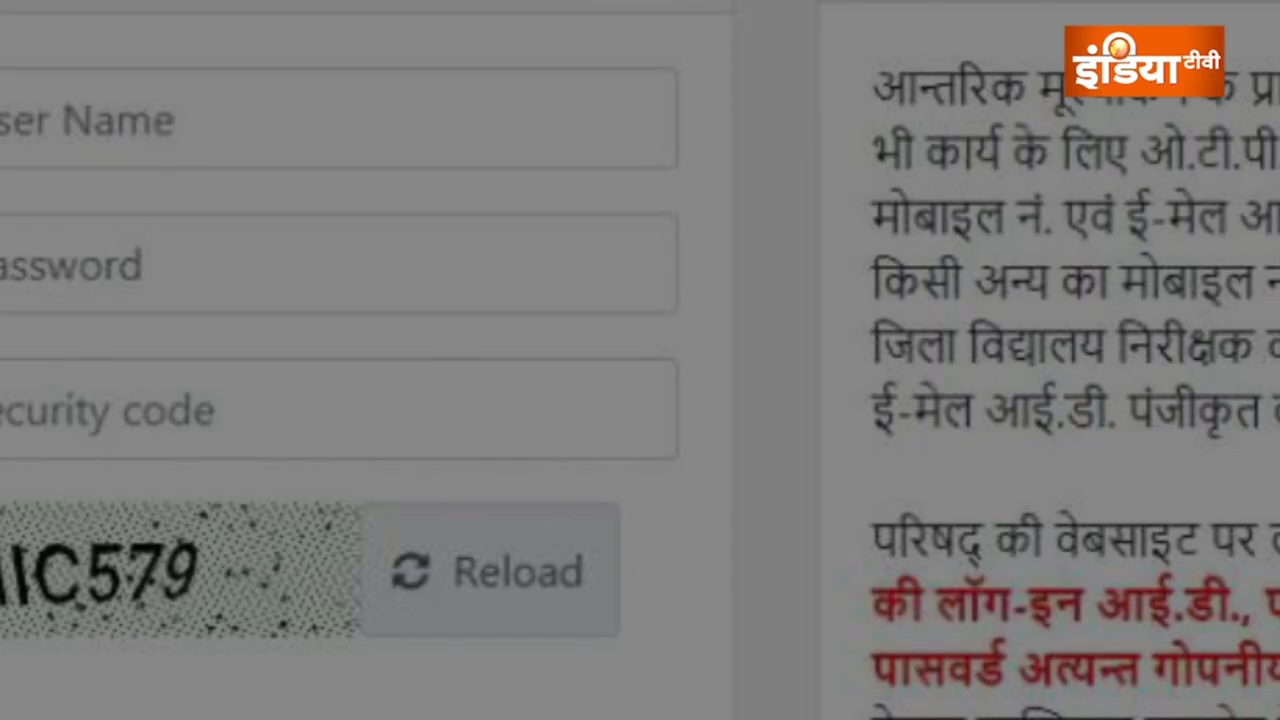 इंडिया टीवी
ser Name
assword
ecurity code
IC579
Reload
आन्तरिक के प्रा
भी कार्य के लिए ओ.टी.पी
मोबाइल नं. एवं ई-मेल आ
किसी अन्य का मोबाइल न
जिला विद्यालय निरीक्षक व
ई-मेल आई.डी. पंजीकृत
परिषद् की वेबसाइट पर
की लॉग-इन आई.डी., प
पासवर्ड अत्यन्त गोपनीय